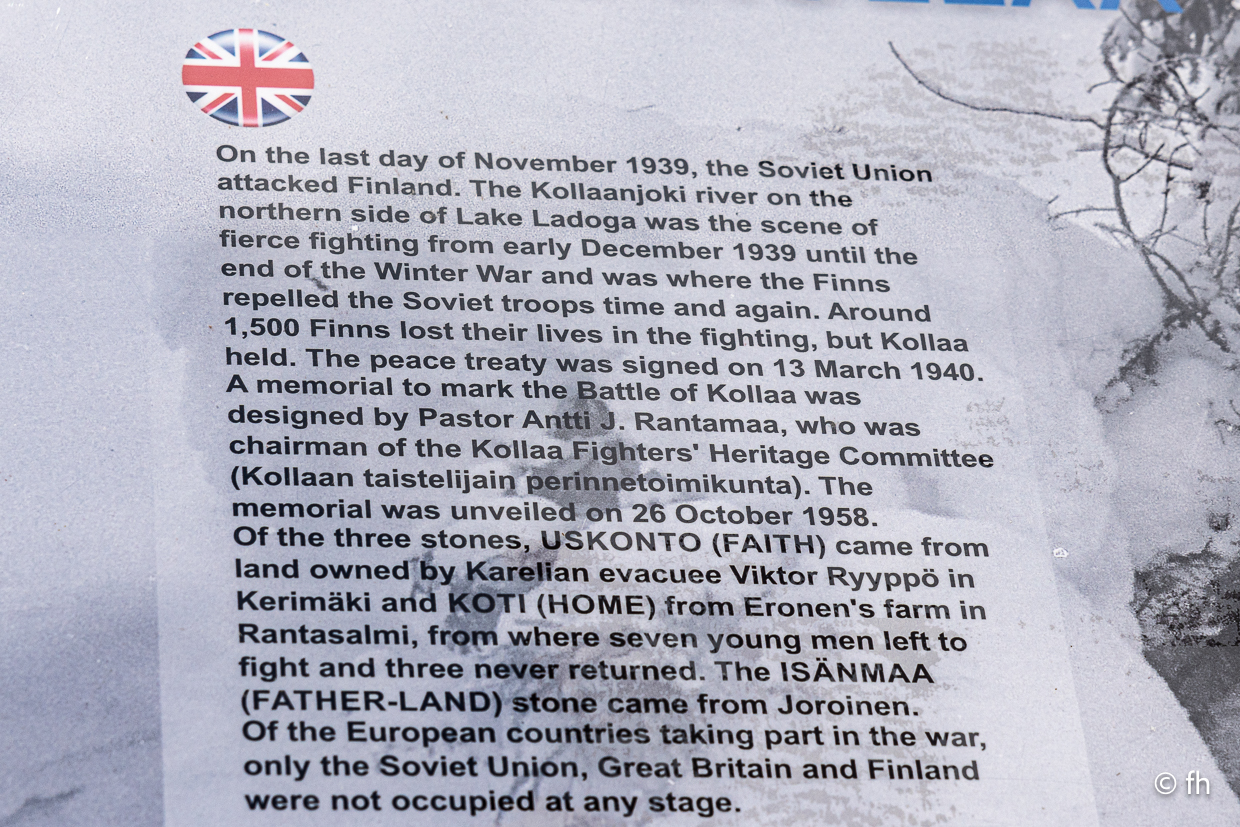 On the last day of November 1939, the Soviet Union
attacked Finland. The Kollaanjoki river on the
northern side of Lake Ladoga was the scene of
fierce fighting from early December 1939 until the
end of the Winter War and was where the Finns
repelled the Soviet troops time and again. Around
1,500 Finns lost their lives in the fighting, but Kollaa
held. The peace treaty was signed on 13 March 1940.
A memorial to mark the Battle of Kollaa was
designed by Pastor Antti J. Rantamaa, who was
chairman of the Kollaa Fighters' Heritage Committee
(Kollaan taistelijain perinnetoimikunta). The
memorial was unveiled on 26 October 1958.
Of the three stones, USKONTO (FAITH) came from
land owned by Karelian evacuee Viktor Ryyppö in
Kerimäki and KOTI (HOME) from Eronen's farm in
Rantasalmi, from where seven young men left to
fight and three never returned. The ISÄNMAA
(FATHER-LAND) stone came from Joroinen.
Of the European countries taking part in the war,
only the Soviet Union, Great Britain and Finland
were not occupied at any stage.
© fh